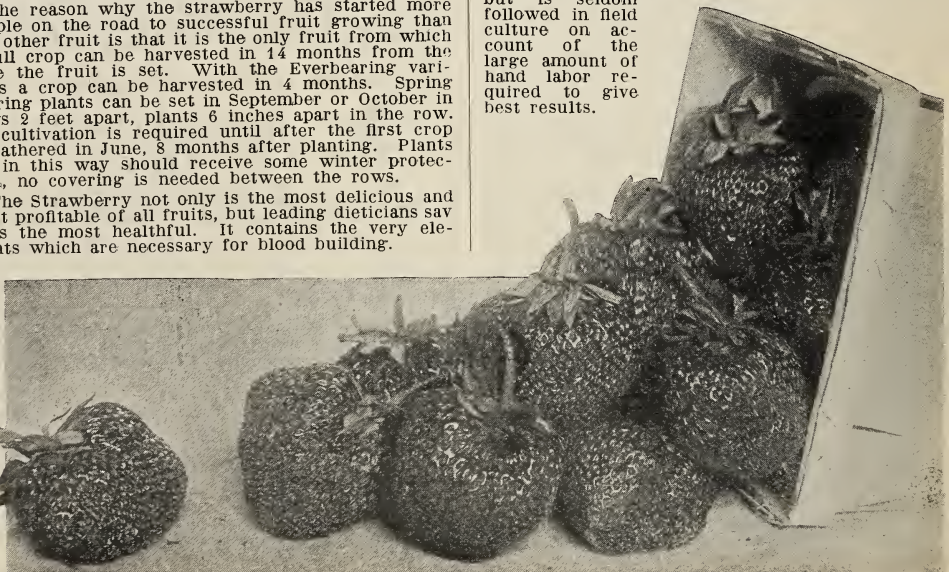 he reason why the strawberry has started more
ple on the road to successful fruit growing than
other fruit is that it is the only fruit from which
ull crop can be harvested in 14 months from the
e the fruit is set. With the Everbearing vari-
s a crop can be harvested in 4 months. Spring
ring plants can be set in September or October in
s 2 feet apart, plants 6 inches apart in the row.
cultivation is required until after the first crop
athered in June, 8 months after planting. Plants
in this way should receive some winter protec-
, no covering is needed between the rows.
he Strawberry not only is the most delicious and
t profitable of all fruits, but leading dieticians say
s the most healthful. It contains the very ele-
nts which are necessary for blood building.
but is seldom
followed in field
culture on ac-
count of the
large amount of
hand labor re-
quired to give
best results.